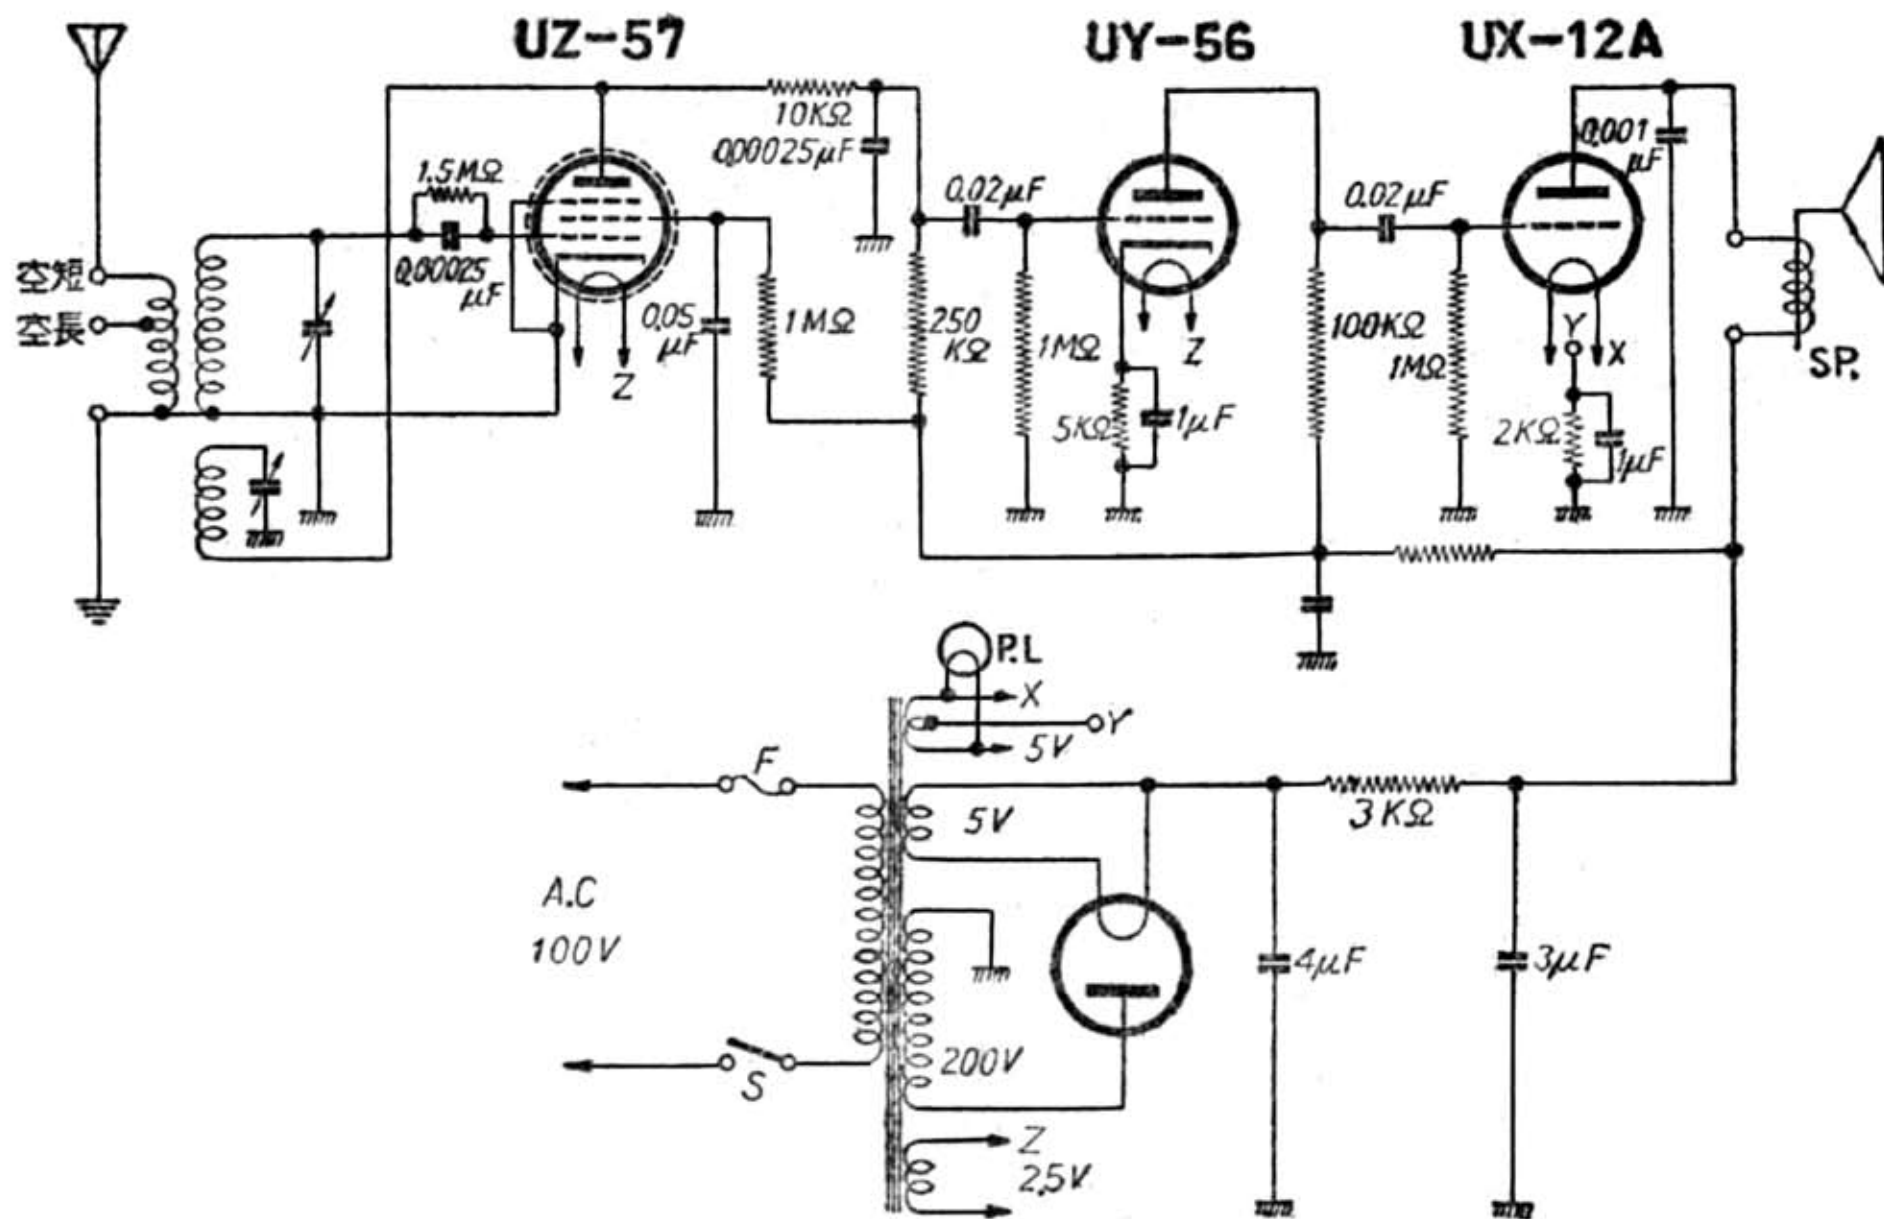 UZ-57
UY-56
UX-12A
10KΩ
0.00025μF
0.001
μF
1.5MΩ
0.02μF
0.02μF
空短
0.00025
μF
空長
0.05
μF
1MΩ
250
KΩ
1MΩ
100KΩ
1MΩ
Y
X
SP.
Z
Z
5KΩ
1μF
2KΩ
1μF
P.L
X
Y
5V
F
5V
3KΩ
A.C
100V
4μF
3μF
200V
S
Z
2.5V